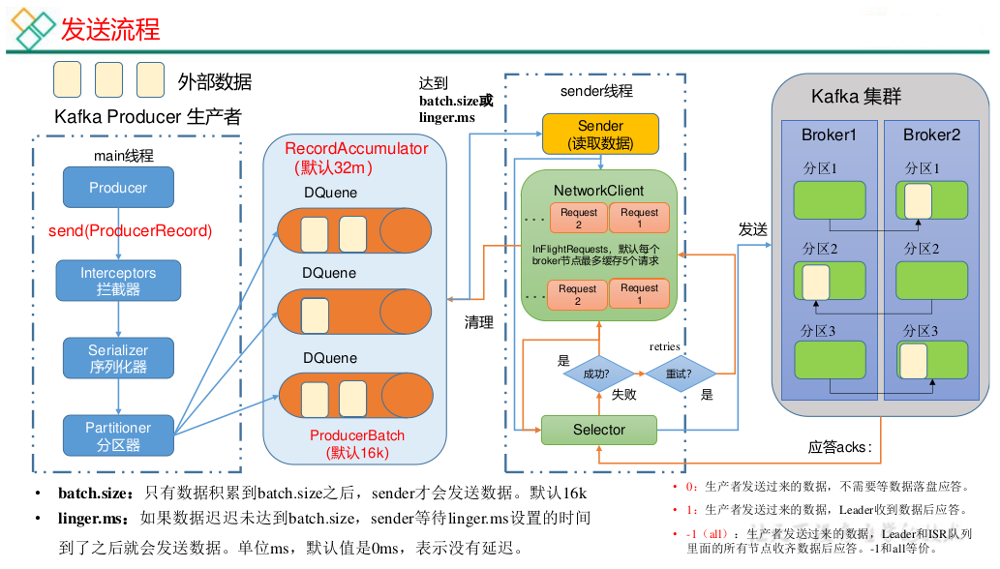 发送流程
外部数据
Kafka Producer 生产者
main线程
Producer
send(ProducerRecord)
Interceptors
拦截器
Serializer
序列化器
Partitioner
分区器
RecordAccumulator
(默认32m)
DQuene
DQuene
DQuene
ProducerBatch
(默认16k)
达到
batch.size或
linger.ms
清理
sender线程
Sender
(读取数据)
NetworkClient
...
Request
2
Request
1
InFlightRequests，默认每个
broker节点最多缓存5个请求
...
Request
2
Request
1
是
成功?
失败
retries
重试?
是
Selector
发送
Kafka 集群
Broker1
分区1
分区2
分区3
Broker2
分区1
分区2
分区3
应答acks：
• batch.size：只有数据积累到batch.size之后，sender才会发送数据。默认16k
• linger.ms：如果数据迟迟未达到batch.size，sender等待linger.ms设置的时间
到了之后就会发送数据。单位ms，默认值是0ms，表示没有延迟。
• 0：生产者发送过来的数据，不需要等数据落盘应答。
• 1：生产者发送过来的数据，Leader收到数据后应答。
• -1（all）：生产者发送过来的数据，Leader和ISR队列
里面的所有节点收齐数据后应答。-1和all等价。